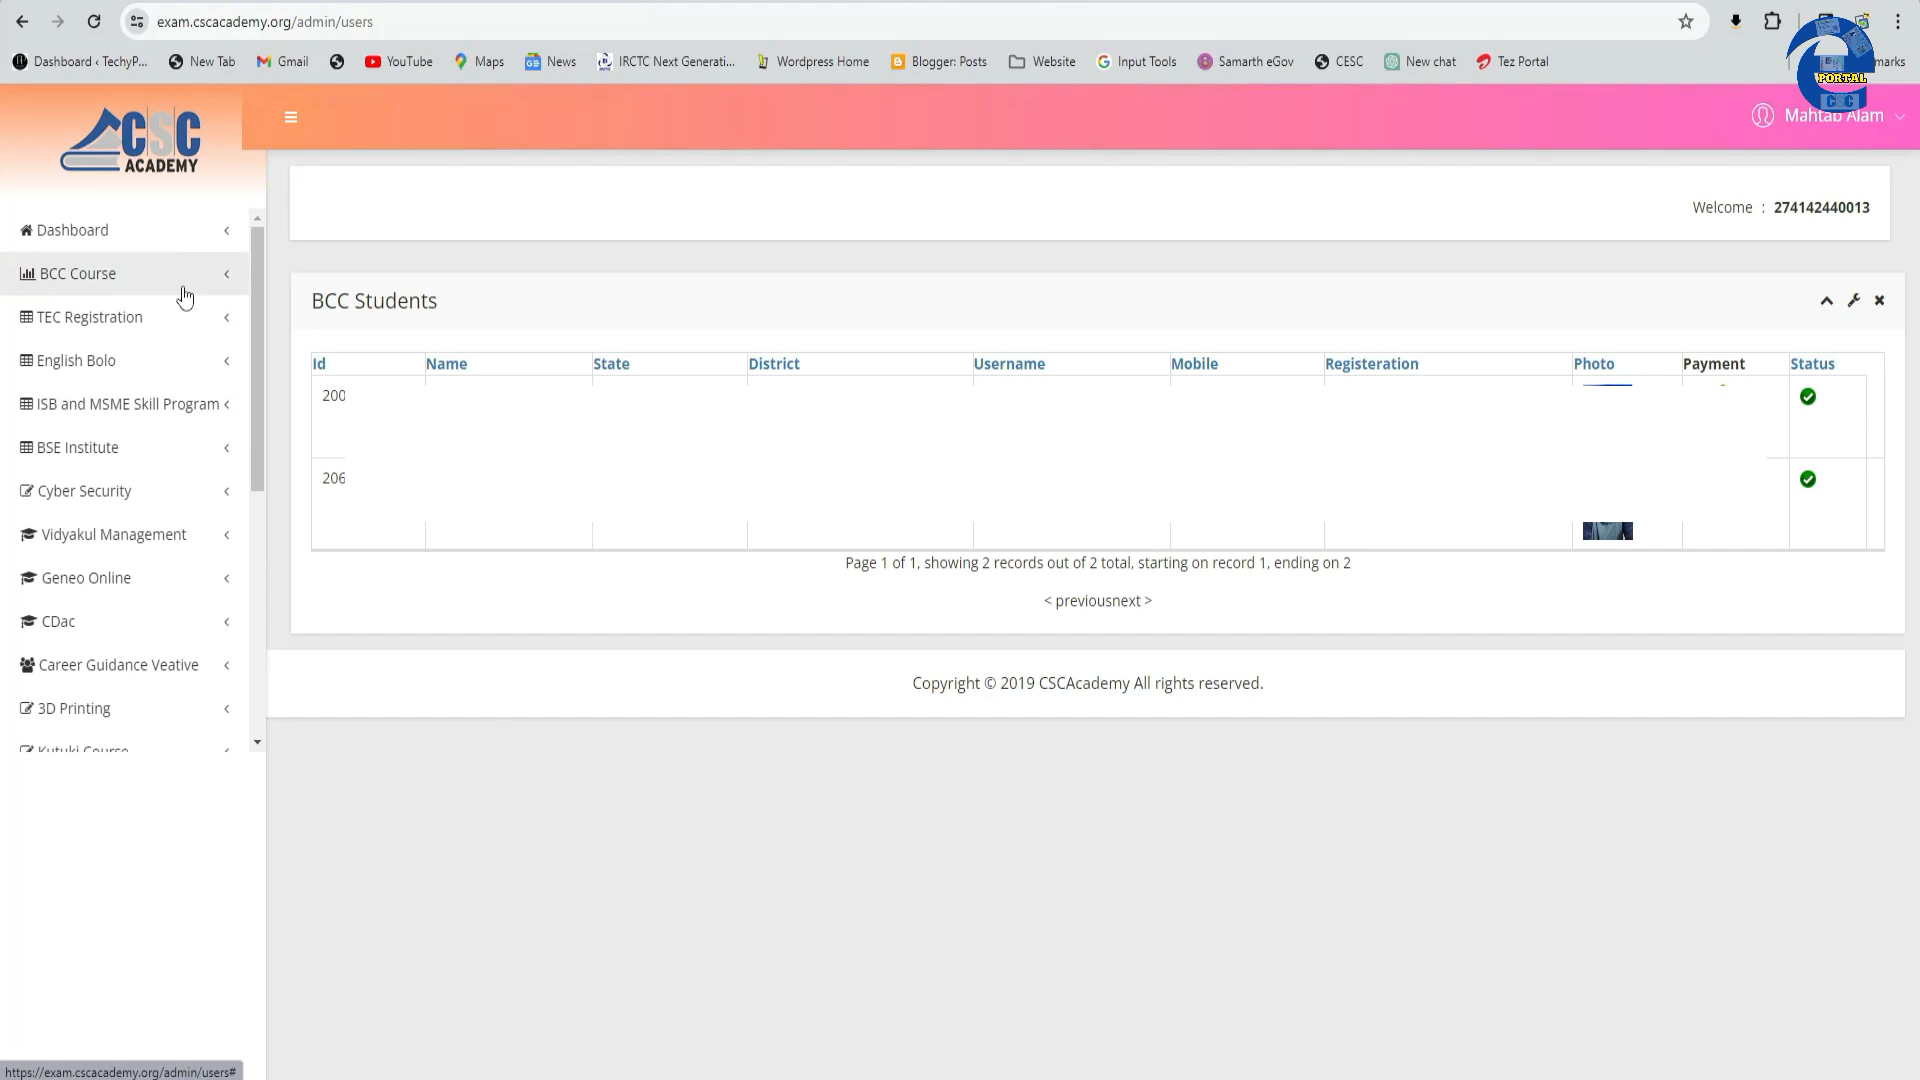 exam.cscacademy.org/admin/users
Dashboard ‹ TechyP... New Tab Gmail YouTube Maps News IRCTC Next Generati... Wordpress Home Blogger: Posts Website Input Tools Samarth eGov CESC New chat Tez Portal marks
PORTAL
CSC
CSC
ACADEMY
Mahtab Alam
Welcome : 274142440013
Dashboard
BCC Course
TEC Registration
English Bolo
ISB and MSME Skill Program
BSE Institute
Cyber Security
Vidyakul Management
Geneo Online
CDac
Career Guidance Veative
3D Printing
Kutuki Course
BCC Students
Id Name State District Username Mobile Registeration Photo Payment Status
200
206
Page 1 of 1, showing 2 records out of 2 total, starting on record 1, ending on 2
< previousnext >
Copyright © 2019 CSCAcademy All rights reserved.
https://exam.cscacademy.org/admin/users#